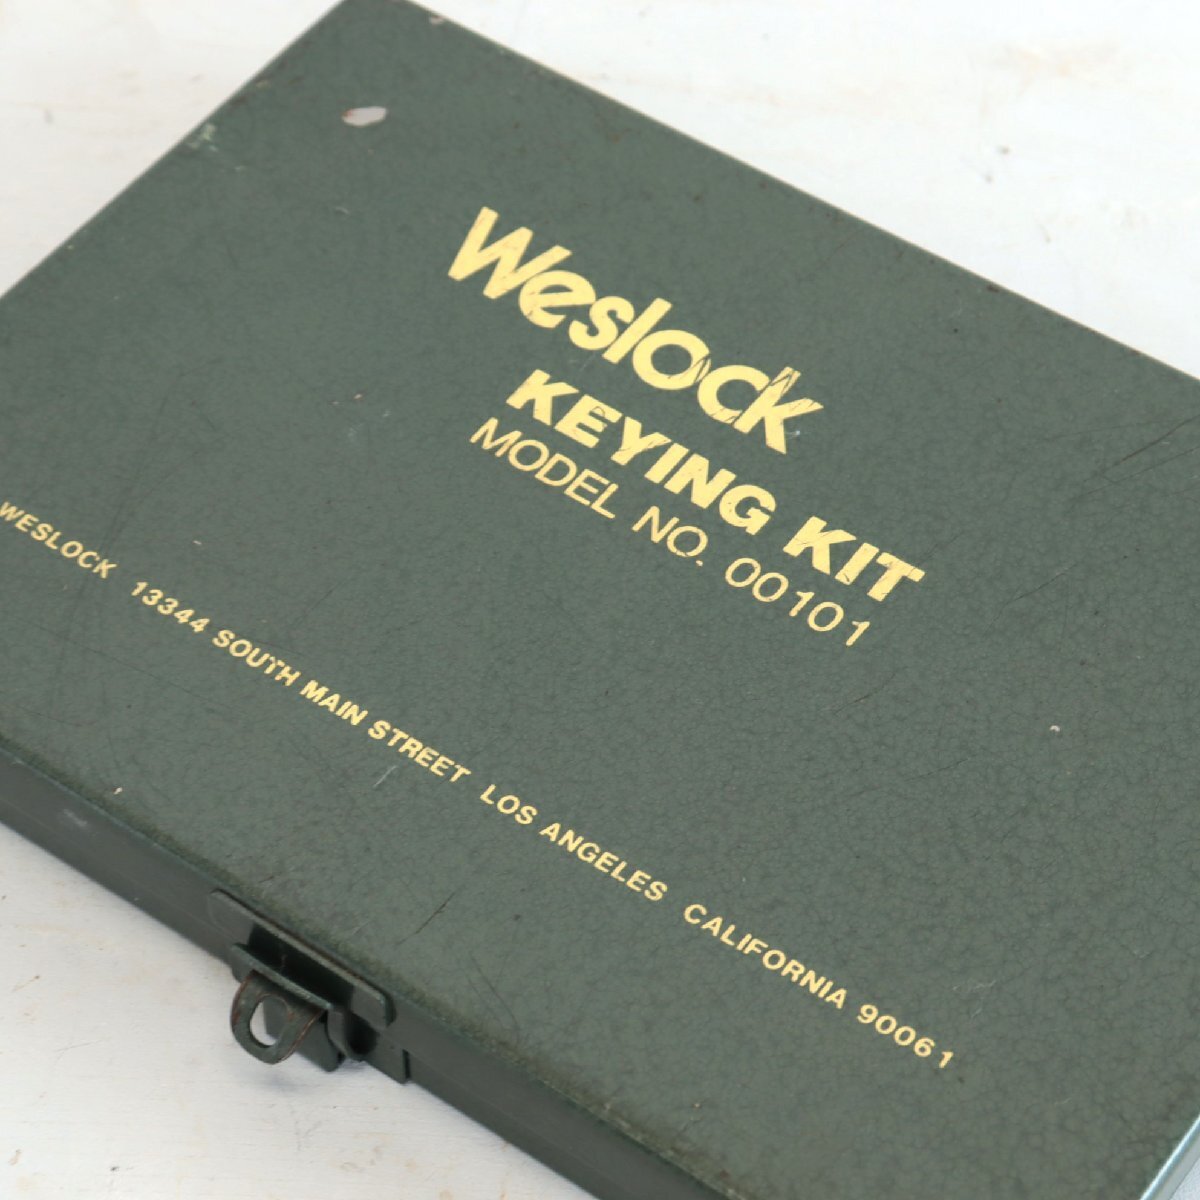 Weslock
KEYING KIT
MODEL NO. 00101
WESLOCK 13344 SOUTH MAIN STREET LOS ANGELES CALIFORNIA 90061